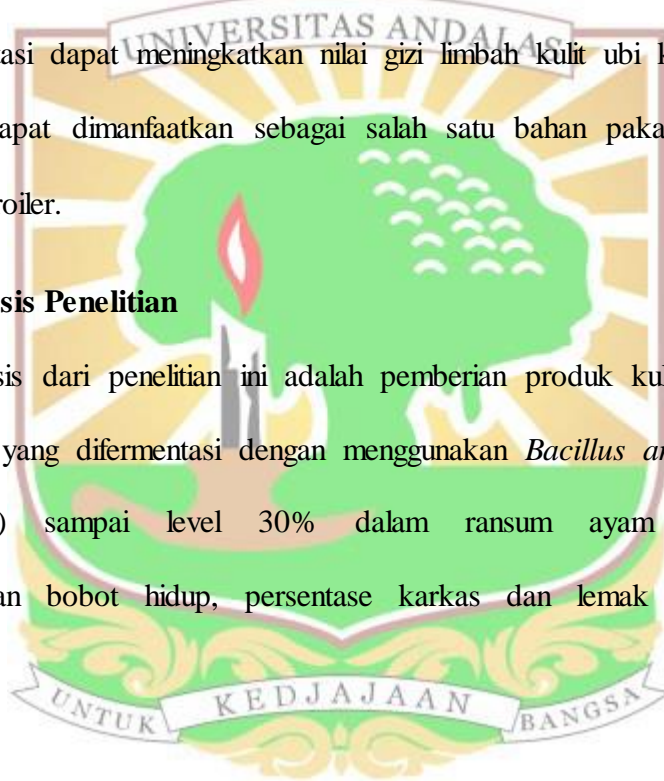 UNIVERSITAS ANDALAS
tasi dapat meningkatkan nilai gizi limbah kulit ubi k
apat dimanfaatkan sebagai salah satu bahan paka
roiler.
sis Penelitian
sis dari penelitian ini adalah pemberian produk kul
yang difermentasi dengan menggunakan Bacillus an
) sampai level 30% dalam ransum ayam
an bobot hidup, persentase karkas dan lemak
UNTUK KEDJAJAAN BANGSA